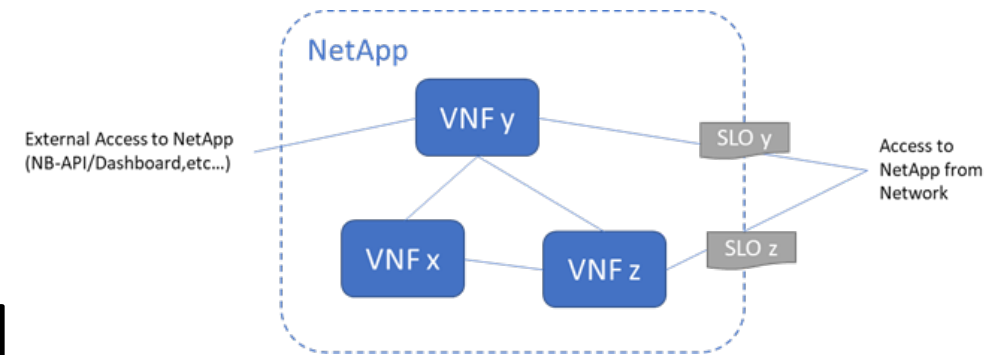 NetApp
VNF y
External Access to NetApp
(NB-API/Dashboard,etc...)
SLO y
Access to
NetApp from
Network
VNF x
VNF z
SLO z